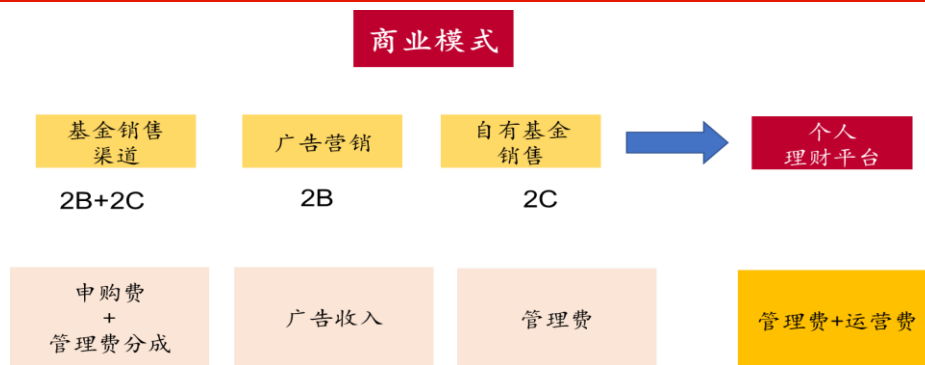 商业模式
基金销售
渠道
广告营销
自有基金
销售
个人
理财平台
2B+2C
2B
2C
申购费
+
管理费分成
广告收入
管理费
管理费+运营费